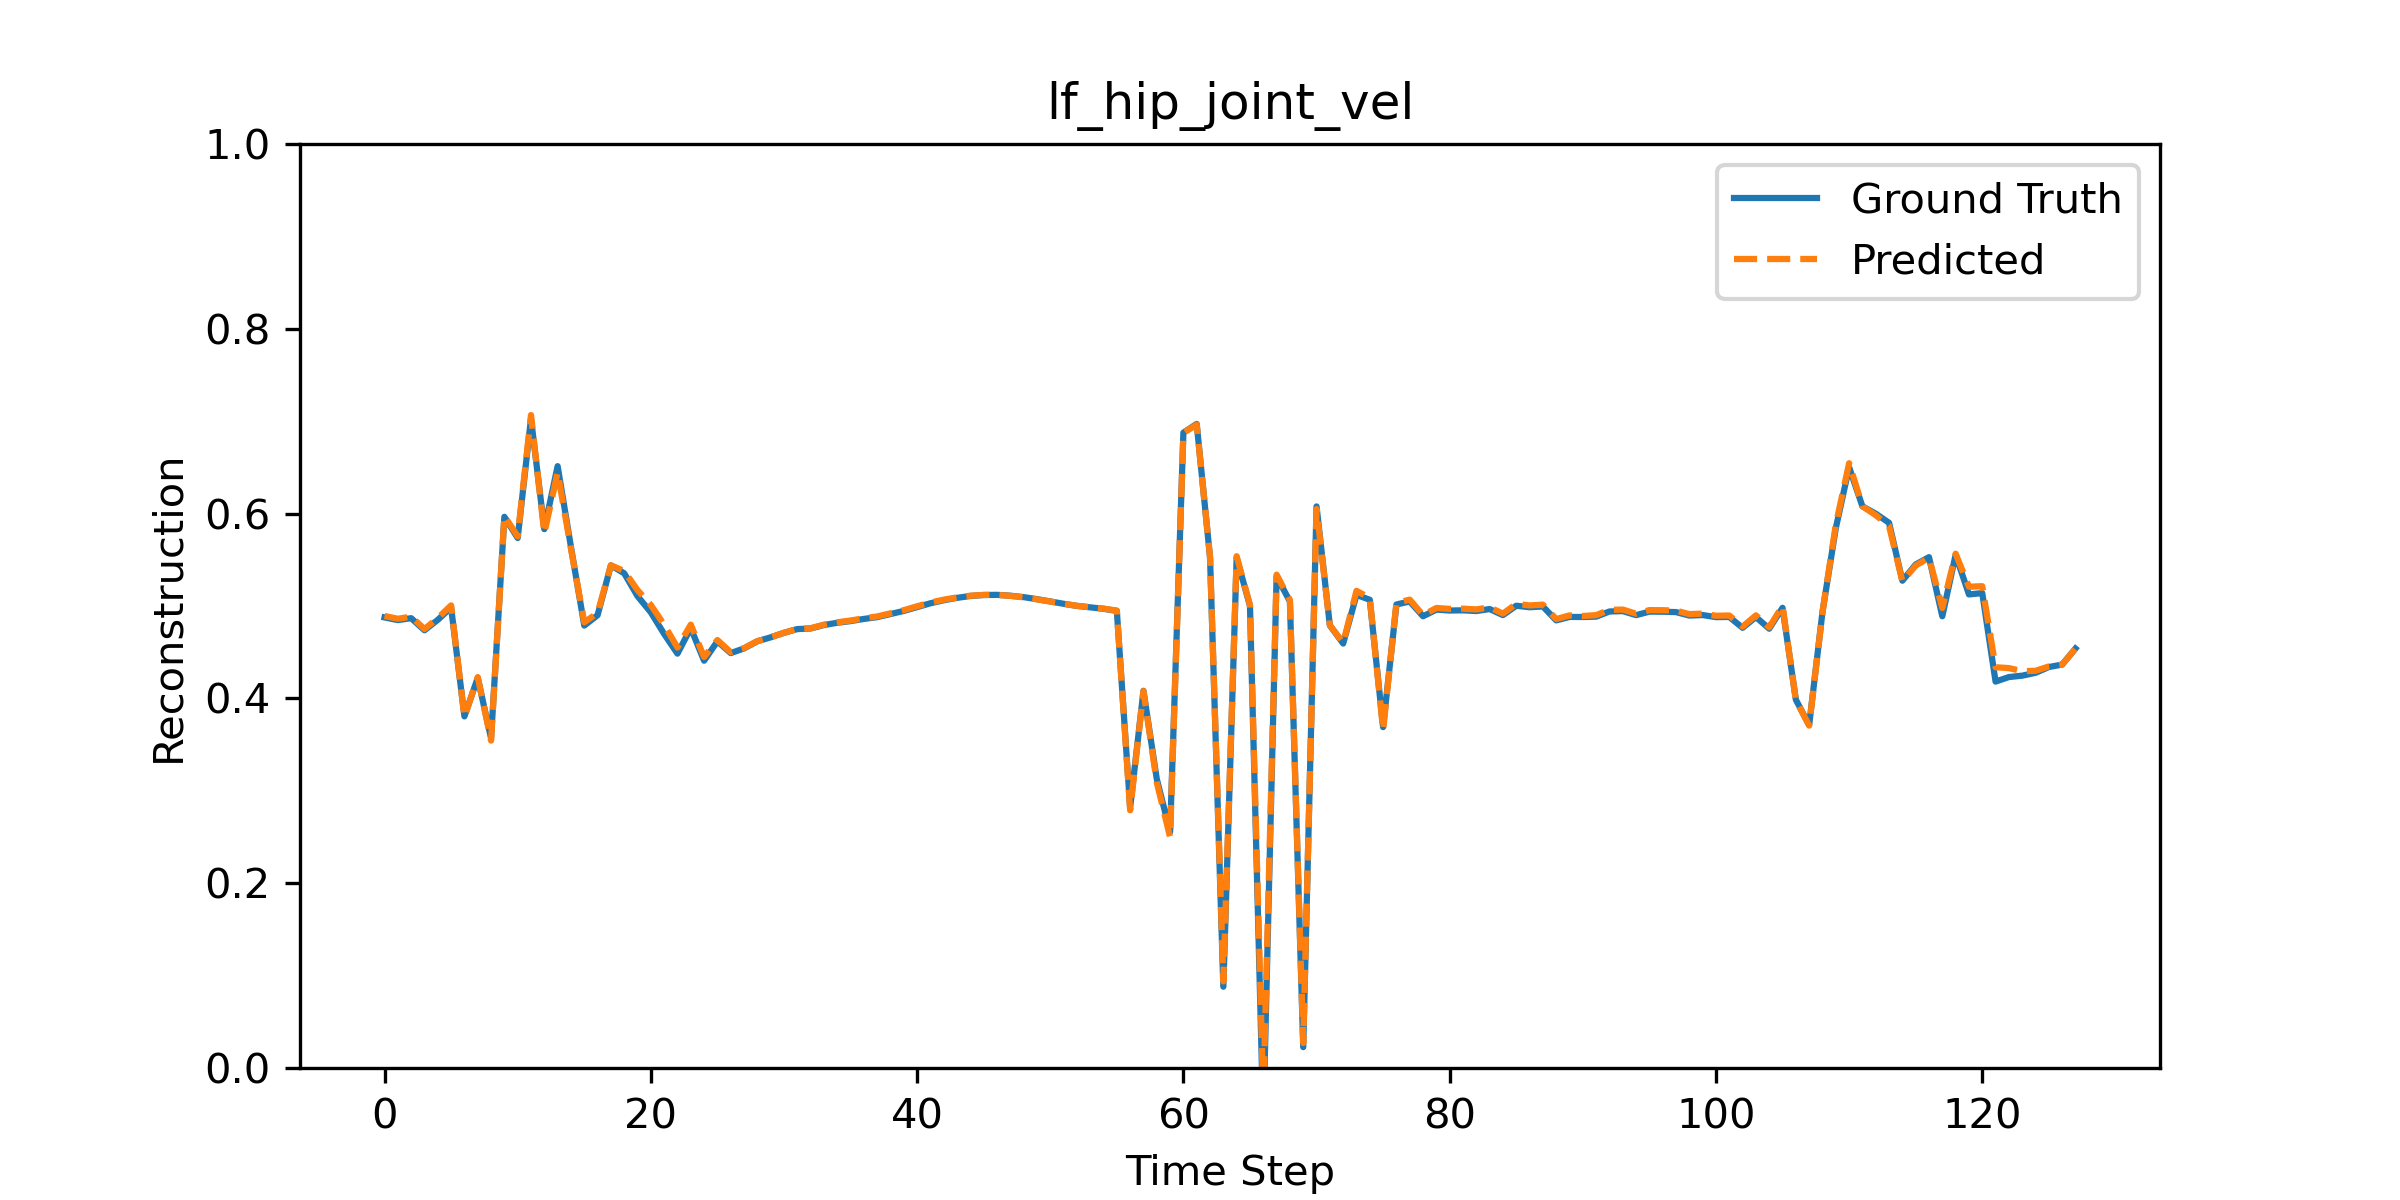 lf_hip_joint_vel
1.0
0.8
0.6
0.4
0.2
0.0
Reconstruction
Ground Truth
Predicted
0 20 40 60 80 100 120
Time Step